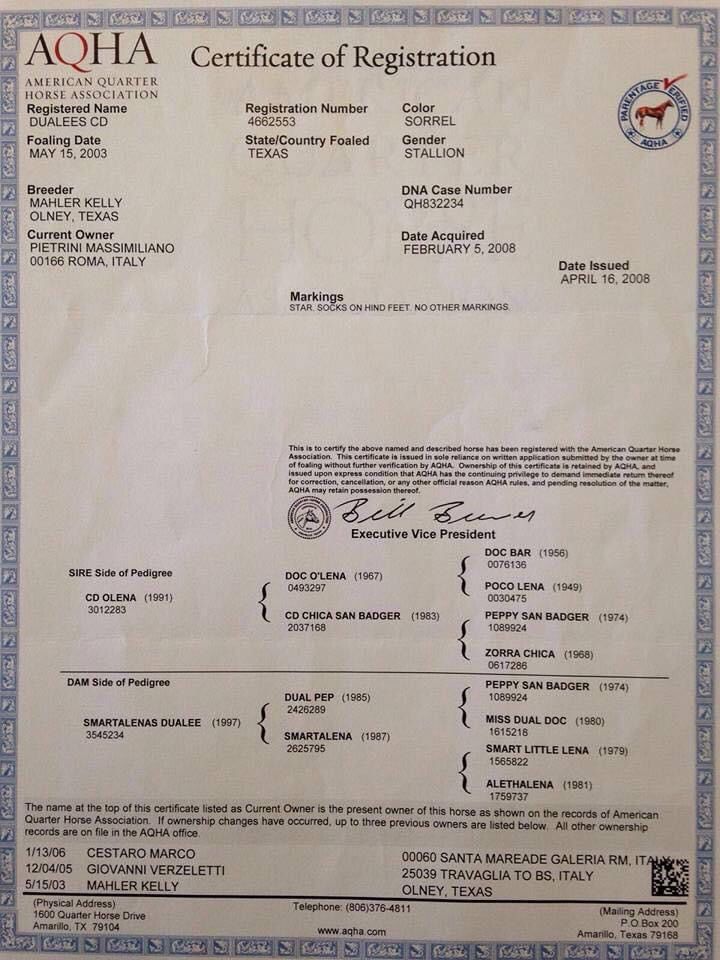 AQHA
AMERICAN QUARTER
HORSE ASSOCIATION
Certificate of Registration
PARENTAGE VERIFIED
AQHA
Registered Name
DUALEES CD
Registration Number
4662553
Color
SORREL
Foaling Date
MAY 15, 2003
State/Country Foaled
TEXAS
Gender
STALLION
Breeder
MAHLER KELLY
OLNEY, TEXAS
DNA Case Number
QH832234
Current Owner
PIETRINI MASSIMILIANO
00166 ROMA, ITALY
Date Acquired
FEBRUARY 5, 2008
Date Issued
APRIL 16, 2008
Markings
STAR. SOCKS ON HIND FEET. NO OTHER MARKINGS.
This is to certify the above named and described horse has been registered with the American Quarter Horse
Association. This certificate is issued in sole reliance on written application submitted by the owner at time
of foaling without further verification by AQHA. Ownership of this certificate is retained by AQHA, and
issued upon express condition that AQHA has the continuing privilege to demand immediate return thereof
for correction, cancellation, or any other official reason AQHA rules, and pending resolution of the matter,
AQHA may retain possession thereof.
Bill Brewer
Executive Vice President
SIRE Side of Pedigree
CD OLENA (1991)
3012283
DOC O'LENA (1967)
0493297
CD CHICA SAN BADGER (1983)
2037168
DOC BAR (1956)
0076136
POCO LENA (1949)
0030475
PEPPY SAN BADGER (1974)
1089924
ZORRA CHICA (1968)
0617286
DAM Side of Pedigree
SMARTALENAS DUALEE (1997)
3545234
DUAL PEP (1985)
2426289
SMARTALENA (1987)
2625795
PEPPY SAN BADGER (1974)
1089924
MISS DUAL DOC (1980)
1615218
SMART LITTLE LENA (1979)
1565822
ALETHALENA (1981)
1759737
The name at the top of this certificate listed as Current Owner is the present owner of this horse as shown on the records of American
Quarter Horse Association. If ownership changes have occurred, up to three previous owners are listed below. All other ownership
records are on file in the AQHA office.
1/13/06 CESTARO MARCO 00060 SANTA MAREADE GALERIA RM, ITALY
12/04/05 GIOVANNI VERZELETTI 25039 TRAVAGLIA TO BS, ITALY
5/15/03 MAHLER KELLY OLNEY, TEXAS
(Physical Address)
1600 Quarter Horse Drive
Amarillo, TX 79104
Telephone: (806)376-4811
www.aqha.com
(Mailing Address)
P.O.Box 200
Amarillo, Texas 79168